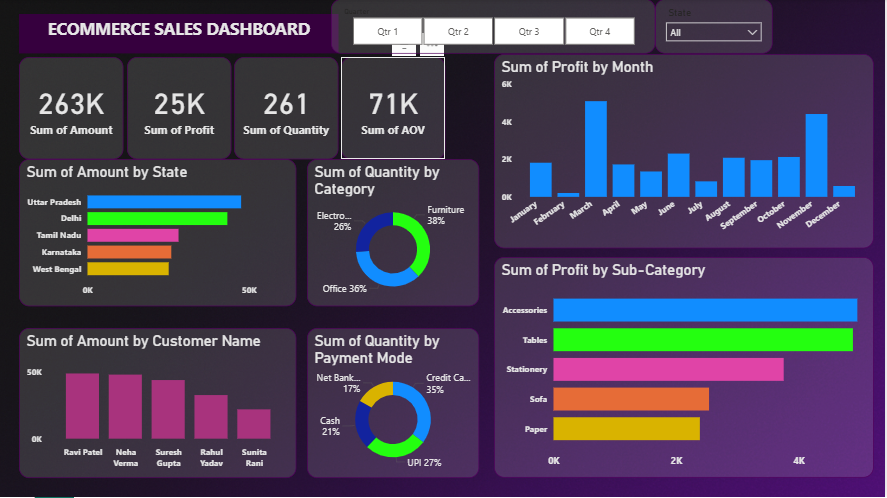 ECOMMERCE SALES DASHBOARD
Qtr 1
Qtr 2
Qtr 3
Qtr 4
State
All
263K
Sum of Amount
25K
Sum of Profit
261
Sum of Quantity
71K
Sum of AOV
Sum of Profit by Month
6K
4K
2K
0K
January
February
March
April
May
June
July
August
September
October
November
December
Sum of Amount by State
Uttar Pradesh
Delhi
Tamil Nadu
Karnataka
West Bengal
0K
50K
Sum of Quantity by
Category
Furniture
38%
Office 36%
Electro...
26%
Sum of Profit by Sub-Category
Accessories
Tables
Stationery
Sofa
Paper
0K
2K
4K
Sum of Amount by Customer Name
50K
0K
Ravi Patel
Neha
Verma
Suresh
Gupta
Rahul
Yadav
Sunita
Rani
Sum of Quantity by
Payment Mode
Credit Ca...
35%
UPI 27%
Cash
21%
Net Bank...
17%